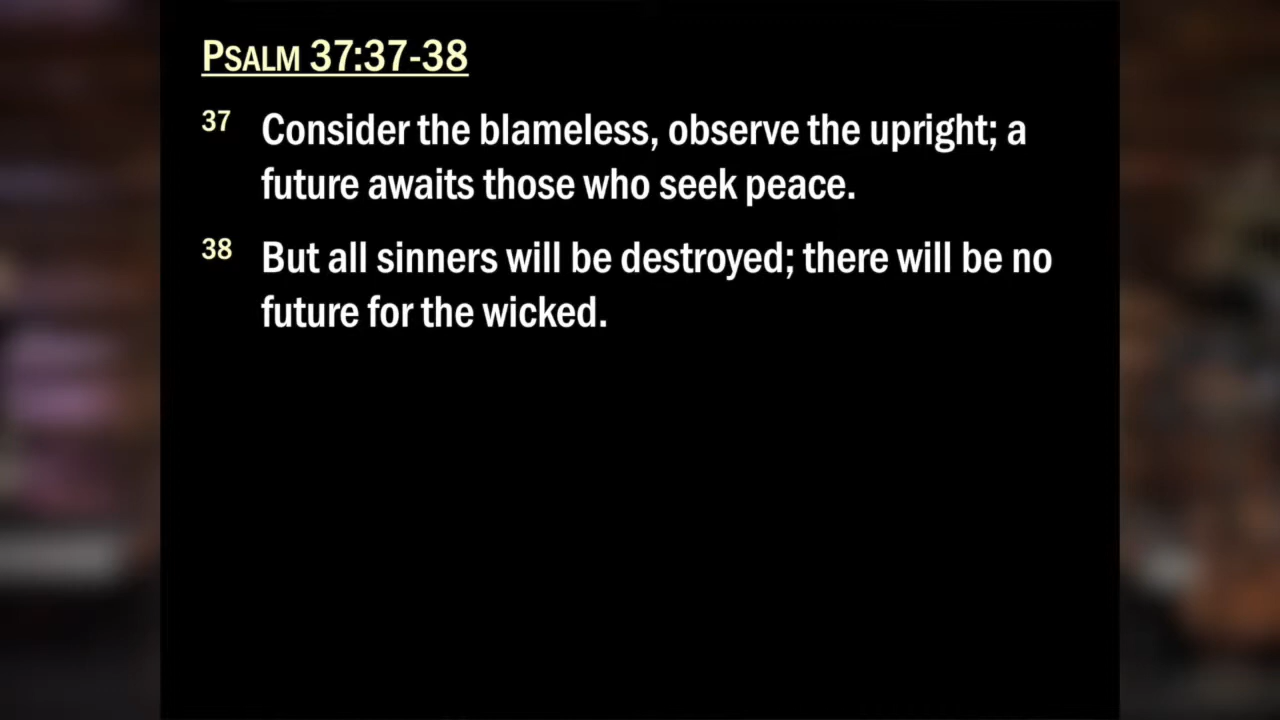 PSALM 37:37-38
37 Consider the blameless, observe the upright; a
future awaits those who seek peace.
38 But all sinners will be destroyed; there will be no
future for the wicked.